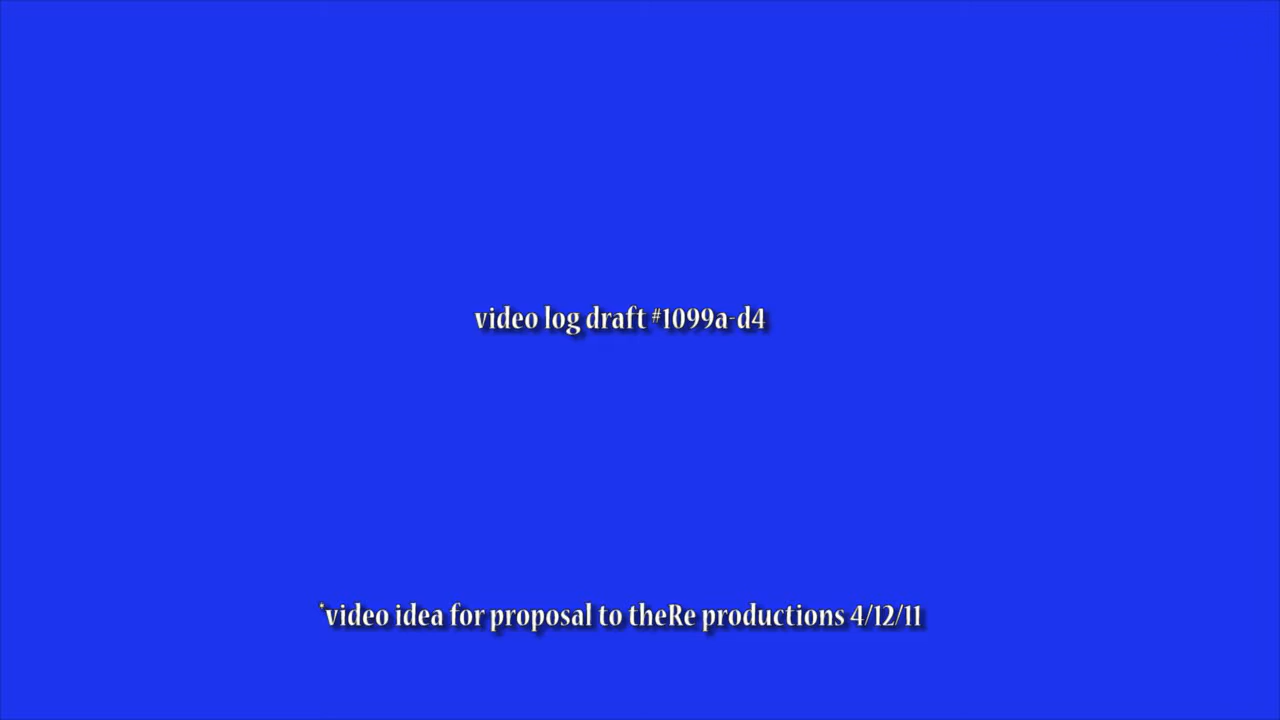 video log draft #1099a-d4
*video idea for proposal to theRe productions 4/12/11